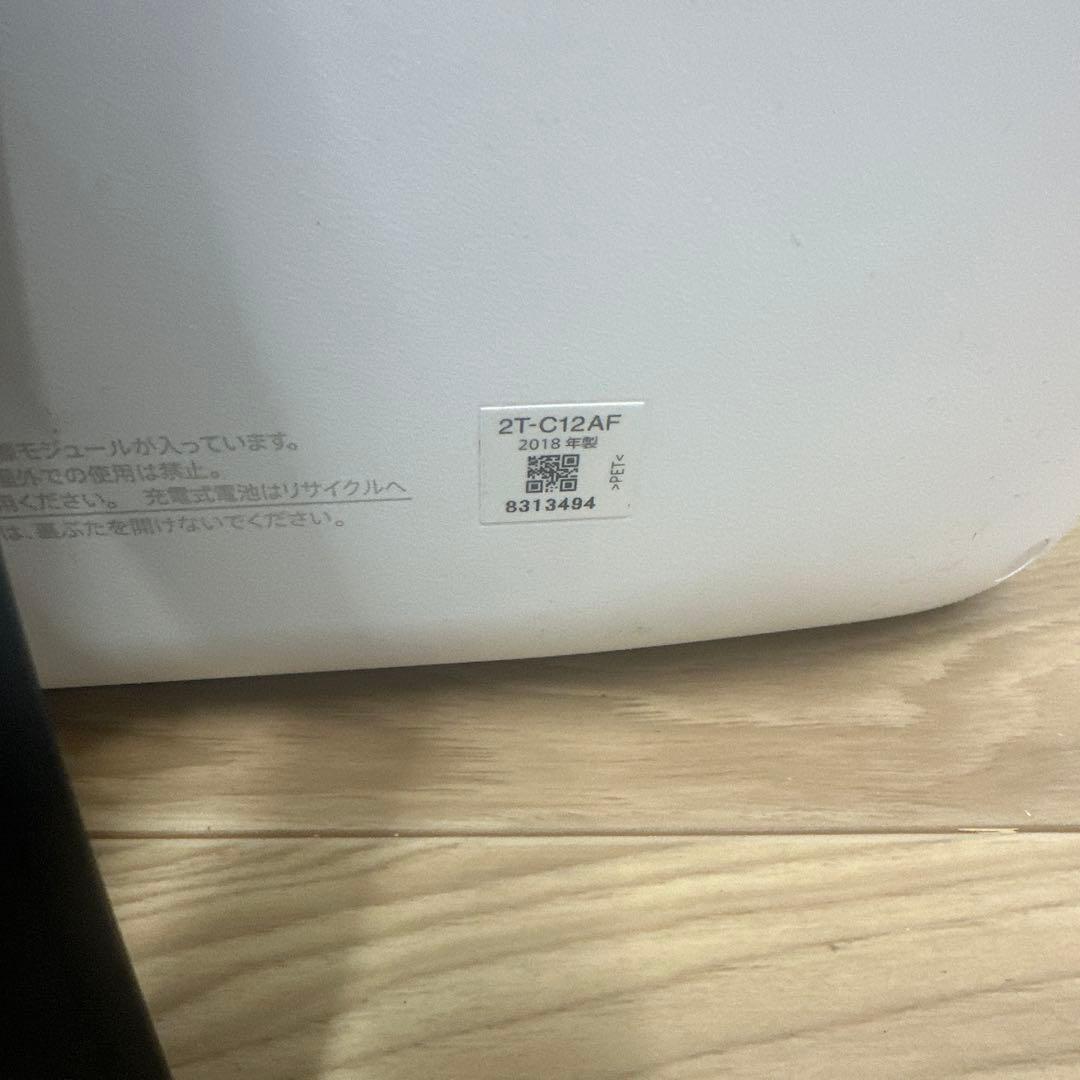 モジュールが入っています。
屋外での使用は禁止。
用ください。 充電式電池はリサイクルへ
は、裏ぶたを開けないでください。
2T-C12AF
2018 年製
>PET<
8313494